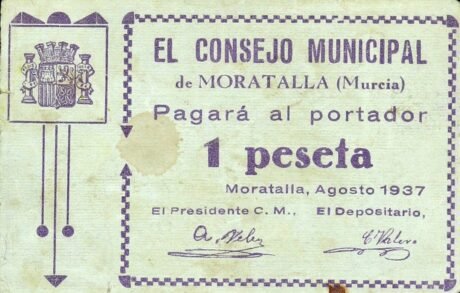 EL CONSEJO MUNICIPAL
de MORATALLA (Murcia)
Pagará al portador
1 peseta
Moratalla, Agosto 1937
El Presidente C. M., El Depositario,